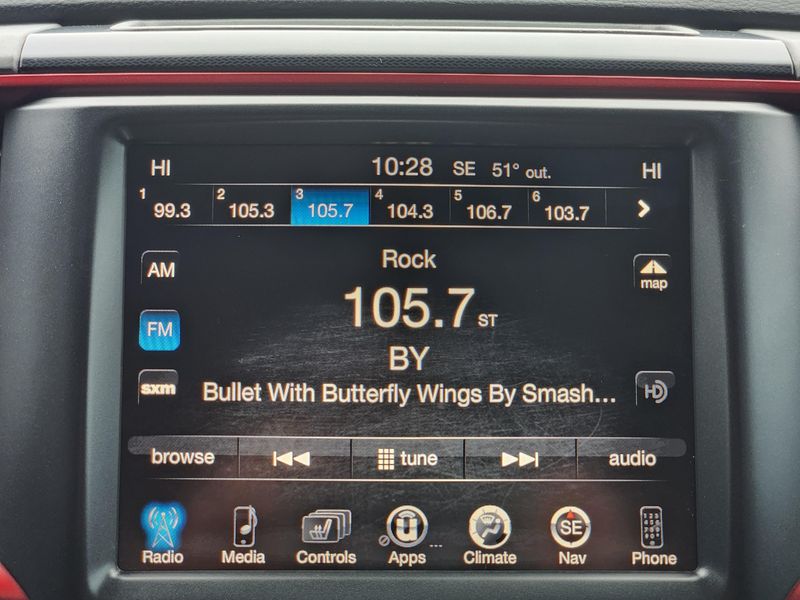 HI 10:28 SE 51° out. HI
1 99.3 2 105.3 3 105.7 4 104.3 5 106.7 6 103.7
Rock
AM
map
105.7 ST
FM
BY
sxm Bullet With Butterfly Wings By Smash... HD
browse tune audio
SE
Radio Media Controls Apps Climate Nav Phone